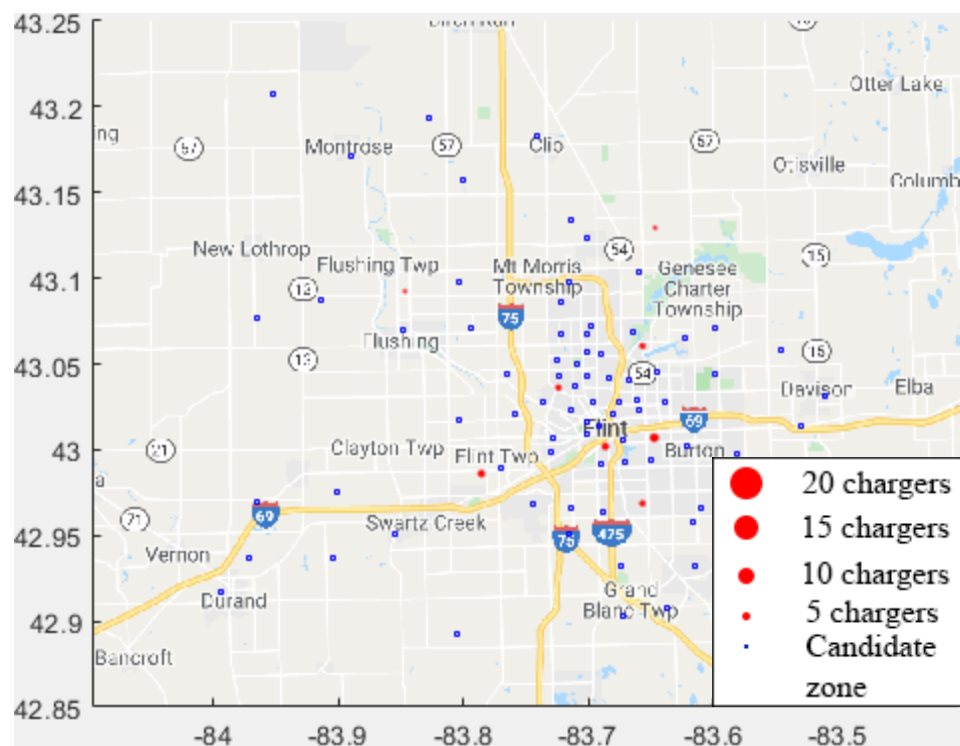 43.25
43.2
43.15
43.1
43.05
43
42.95
42.9
42.85
-84
-83.9
-83.8
-83.7
-83.6
-83.5
Otter Lake
ing
57
Montrose
57
Clio
57
Otisville
Columb
New Lothrop
Flushing Twp
13
54
15
Mt Morris
Township
Genesee
Charter
Township
75
Flushing
13
15
54
Davison
Elba
69
Flint
21
Clayton Twp
Flint Twp
Burton
a
69
71
Swartz Creek
75
475
Vernon
Durand
Grand
Blanc Twp
Bancroft
20 chargers
15 chargers
10 chargers
5 chargers
Candidate
zone